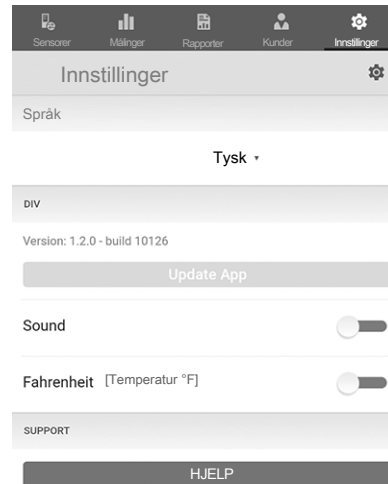 Sensorer Målinger Rapporter Kunder Innstillinger
Innstillinger
Språk
Tysk
DIV
Version: 1.2.0 - build 10126
Update App
Sound
Fahrenheit [Temperatur °F]
SUPPORT
HJELP